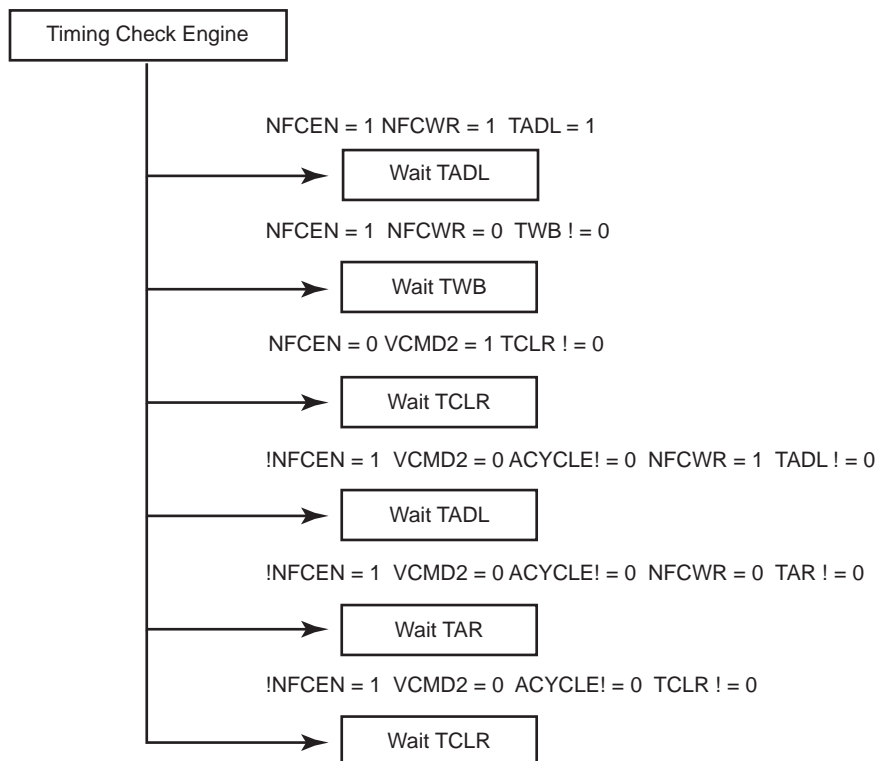 Timing Check Engine
NFCEN = 1 NFCWR = 1 TADL = 1
Wait TADL
NFCEN = 1 NFCWR = 0 TWB ! = 0
Wait TWB
NFCEN = 0 VCMD2 = 1 TCLR ! = 0
Wait TCLR
!NFCEN = 1 VCMD2 = 0 ACYCLE! = 0 NFCWR = 1 TADL ! = 0
Wait TADL
!NFCEN = 1 VCMD2 = 0 ACYCLE! = 0 NFCWR = 0 TAR ! = 0
Wait TAR
!NFCEN = 1 VCMD2 = 0 ACYCLE! = 0 TCLR ! = 0
Wait TCLR